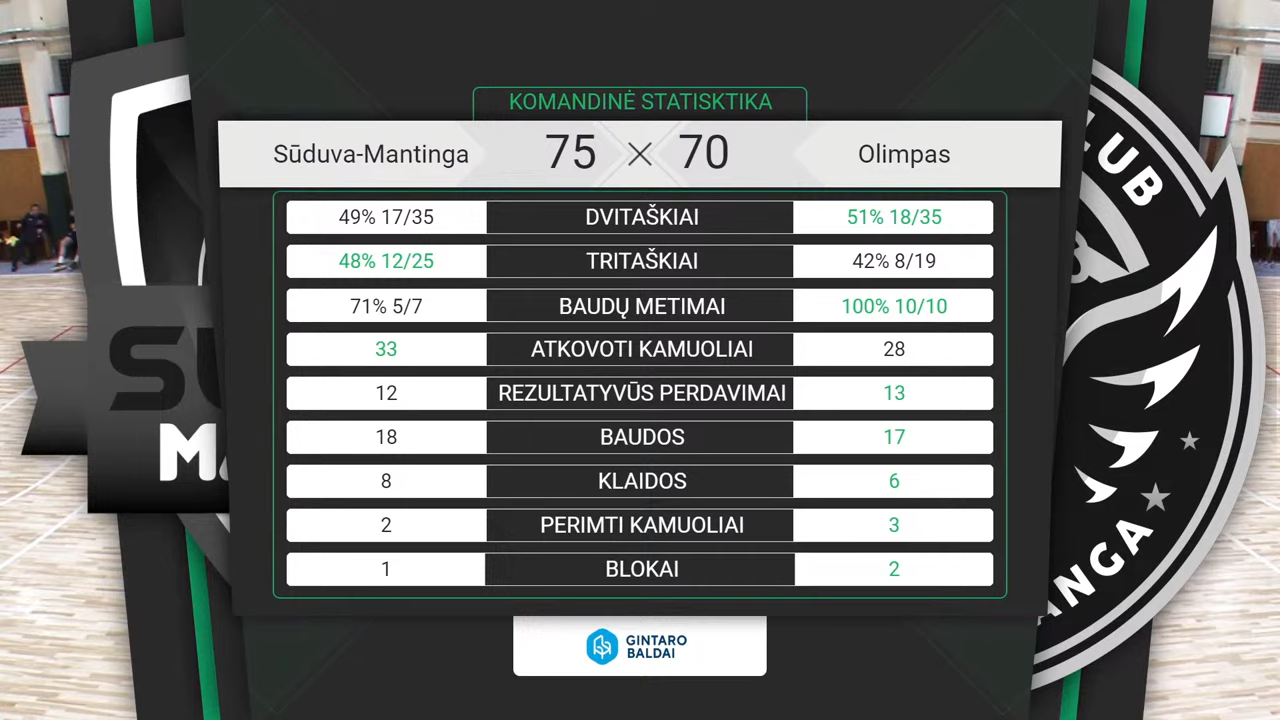 KOMANDINĖ STATISKTIKA
Sūduva-Mantinga 75 × 70 Olimpas
49% 17/35 DVITAŠKIAI 51% 18/35
48% 12/25 TRITAŠKIAI 42% 8/19
71% 5/7 BAUDŲ METIMAI 100% 10/10
33 ATKOVOTI KAMUOLIAI 28
12 REZULTATYVŪS PERDAVIMAI 13
18 BAUDOS 17
8 KLAIDOS 6
2 PERIMTI KAMUOLIAI 3
1 BLOKAI 2
GINTARO
BALDAI